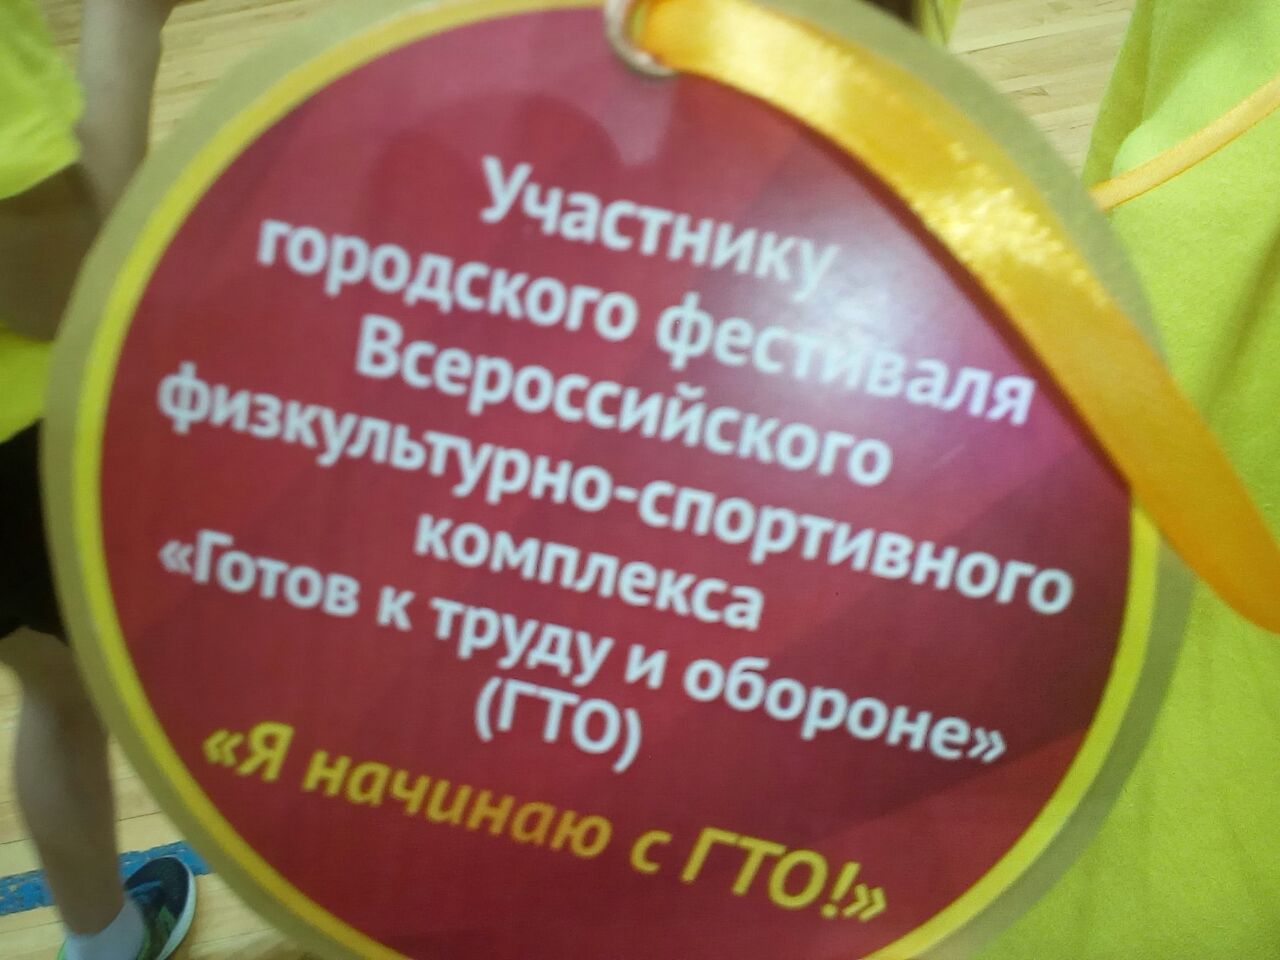 Участнику
городского фестиваля
Всероссийского
физкультурно-спортивного
комплекса
«Готов к труду и обороне»
(ГТО)
«Я начинаю с ГТО!»